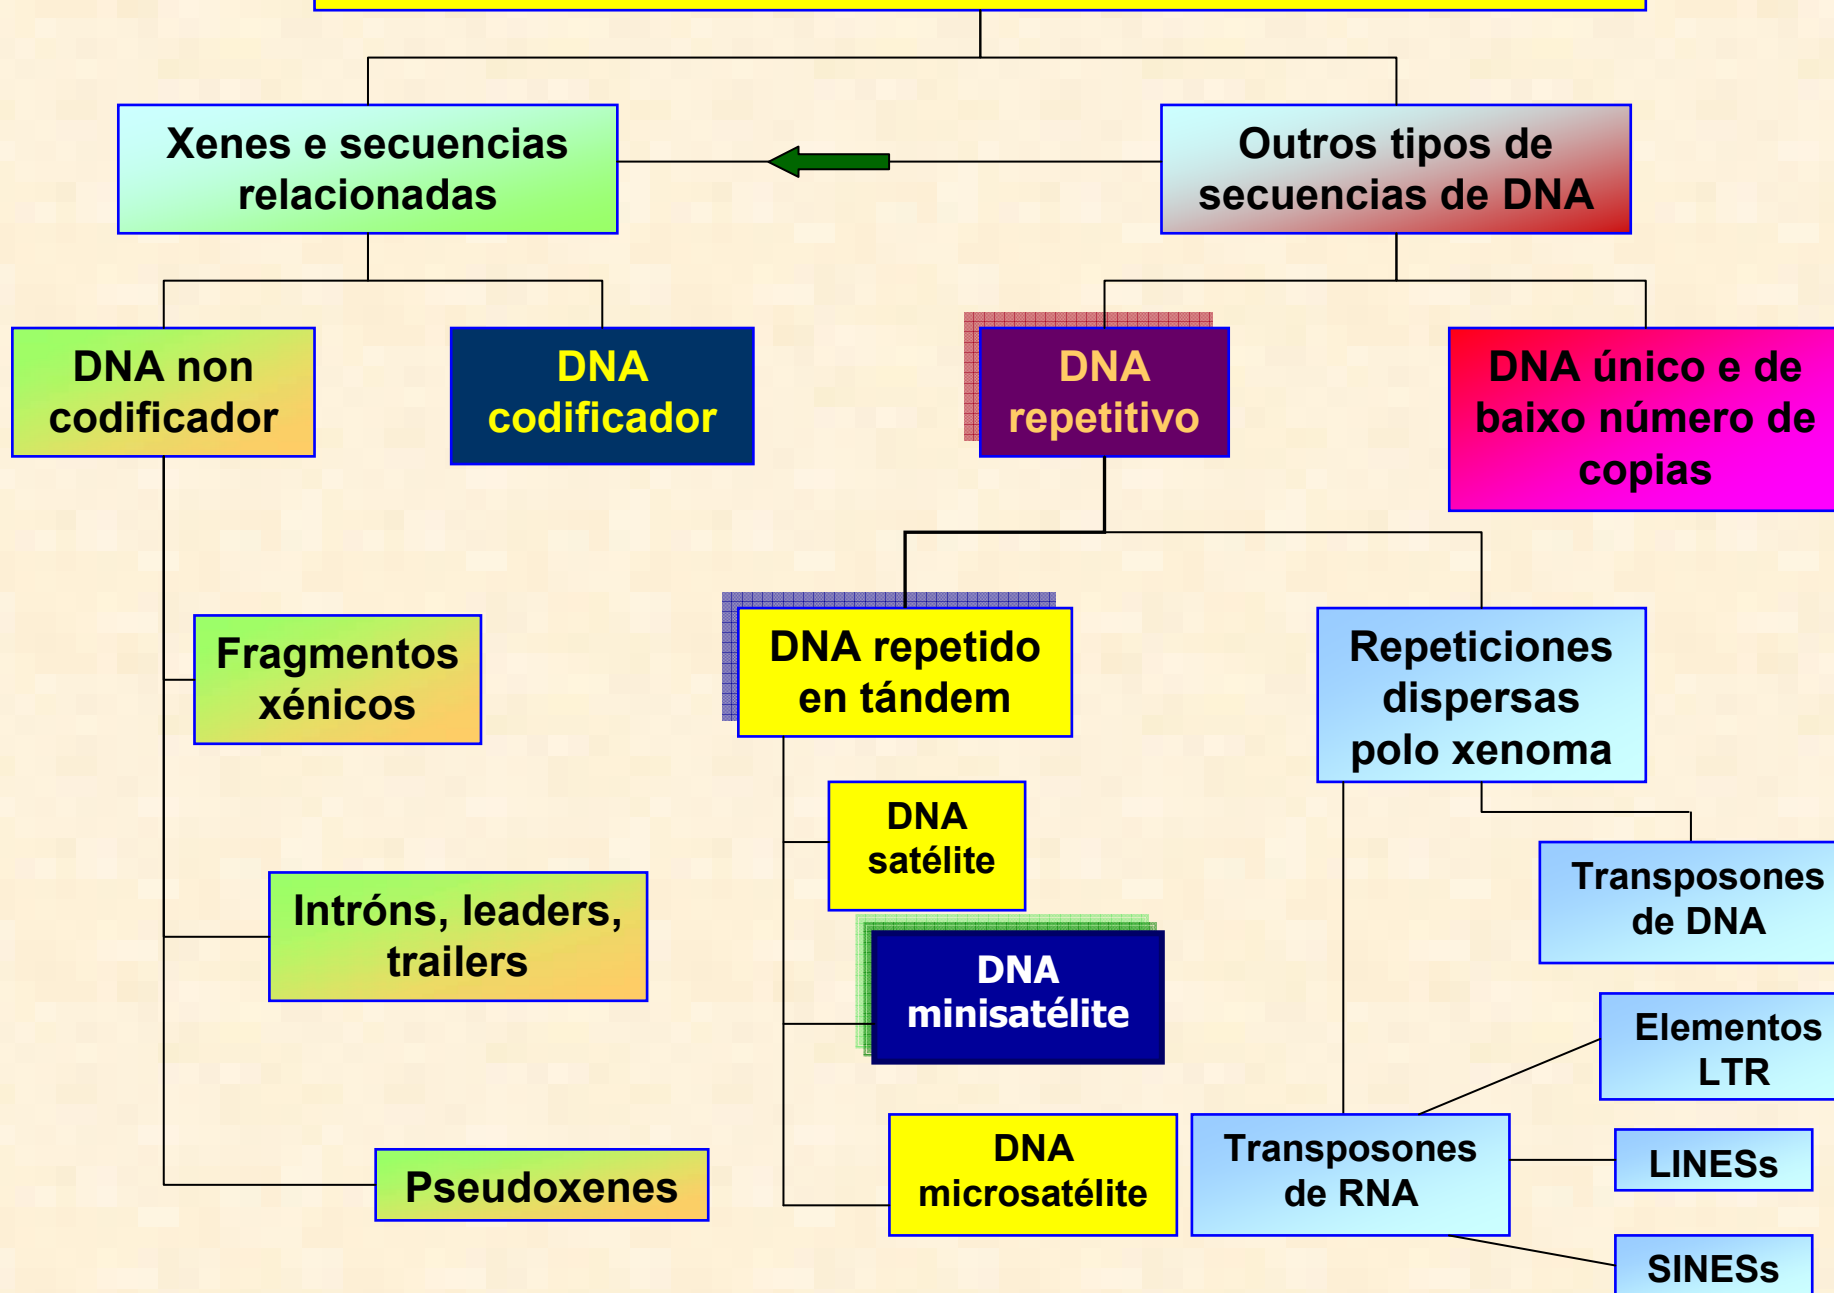 Xenes e secuencias
relacionadas
Outros tipos de
secuencias de DNA
DNA non
codificador
DNA
codificador
DNA
repetitivo
DNA único e de
baixo número de
copias
Fragmentos
xénicos
DNA repetido
en tándem
Repeticiones
dispersas
polo xenoma
DNA
satélite
Transposones
de DNA
Intróns, leaders,
trailers
DNA
minisatélite
Elementos
LTR
Pseudoxenes
DNA
microsatélite
Transposones
de RNA
LINESs
SINESs